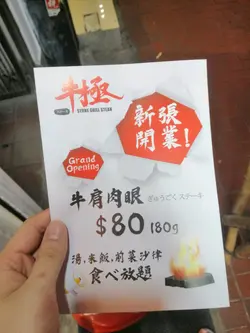 牛極
STONE GRILL STEAK
新張
開業!
Grand
Opening
牛肩肉眼 ぎゅうごく ステーキ
$80 180g
湯,米飯,前菜沙律
食べ放題